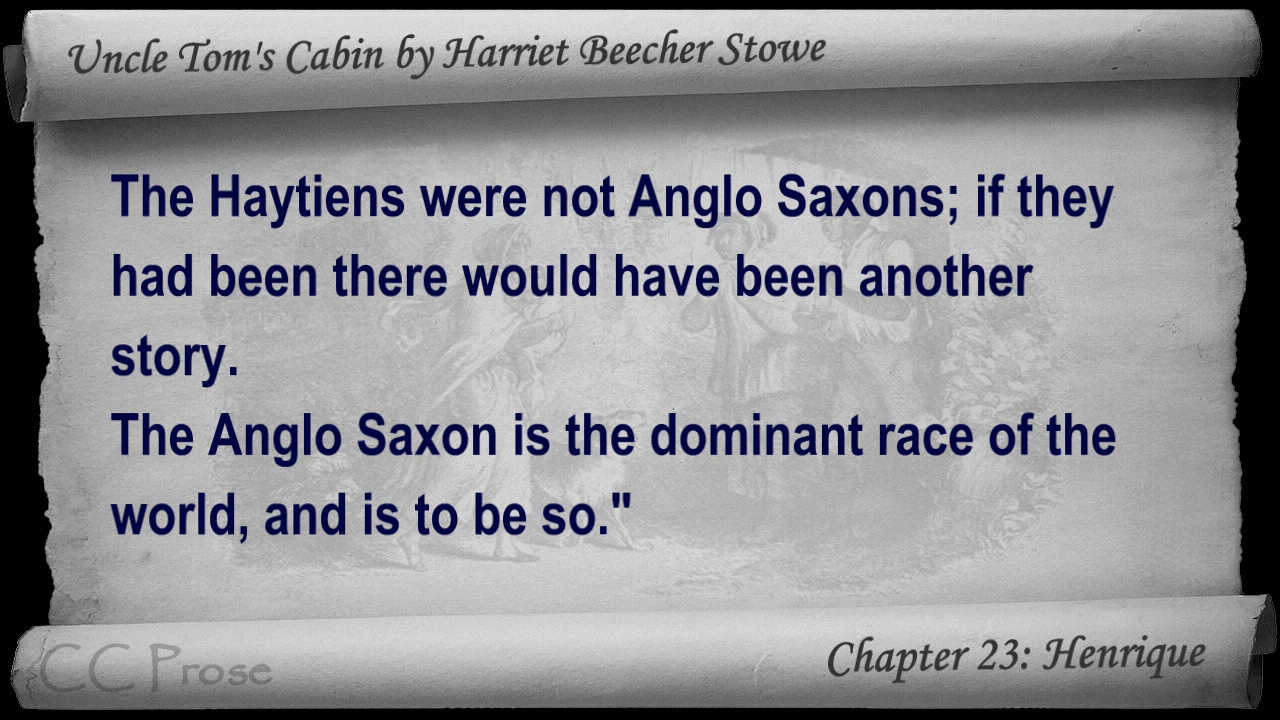 Uncle Tom's Cabin by Harriet Beecher Stowe
The Haytiens were not Anglo Saxons; if they
had been there would have been another
story.
The Anglo Saxon is the dominant race of the
world, and is to be so."
CC Prose
Chapter 23: Henrique